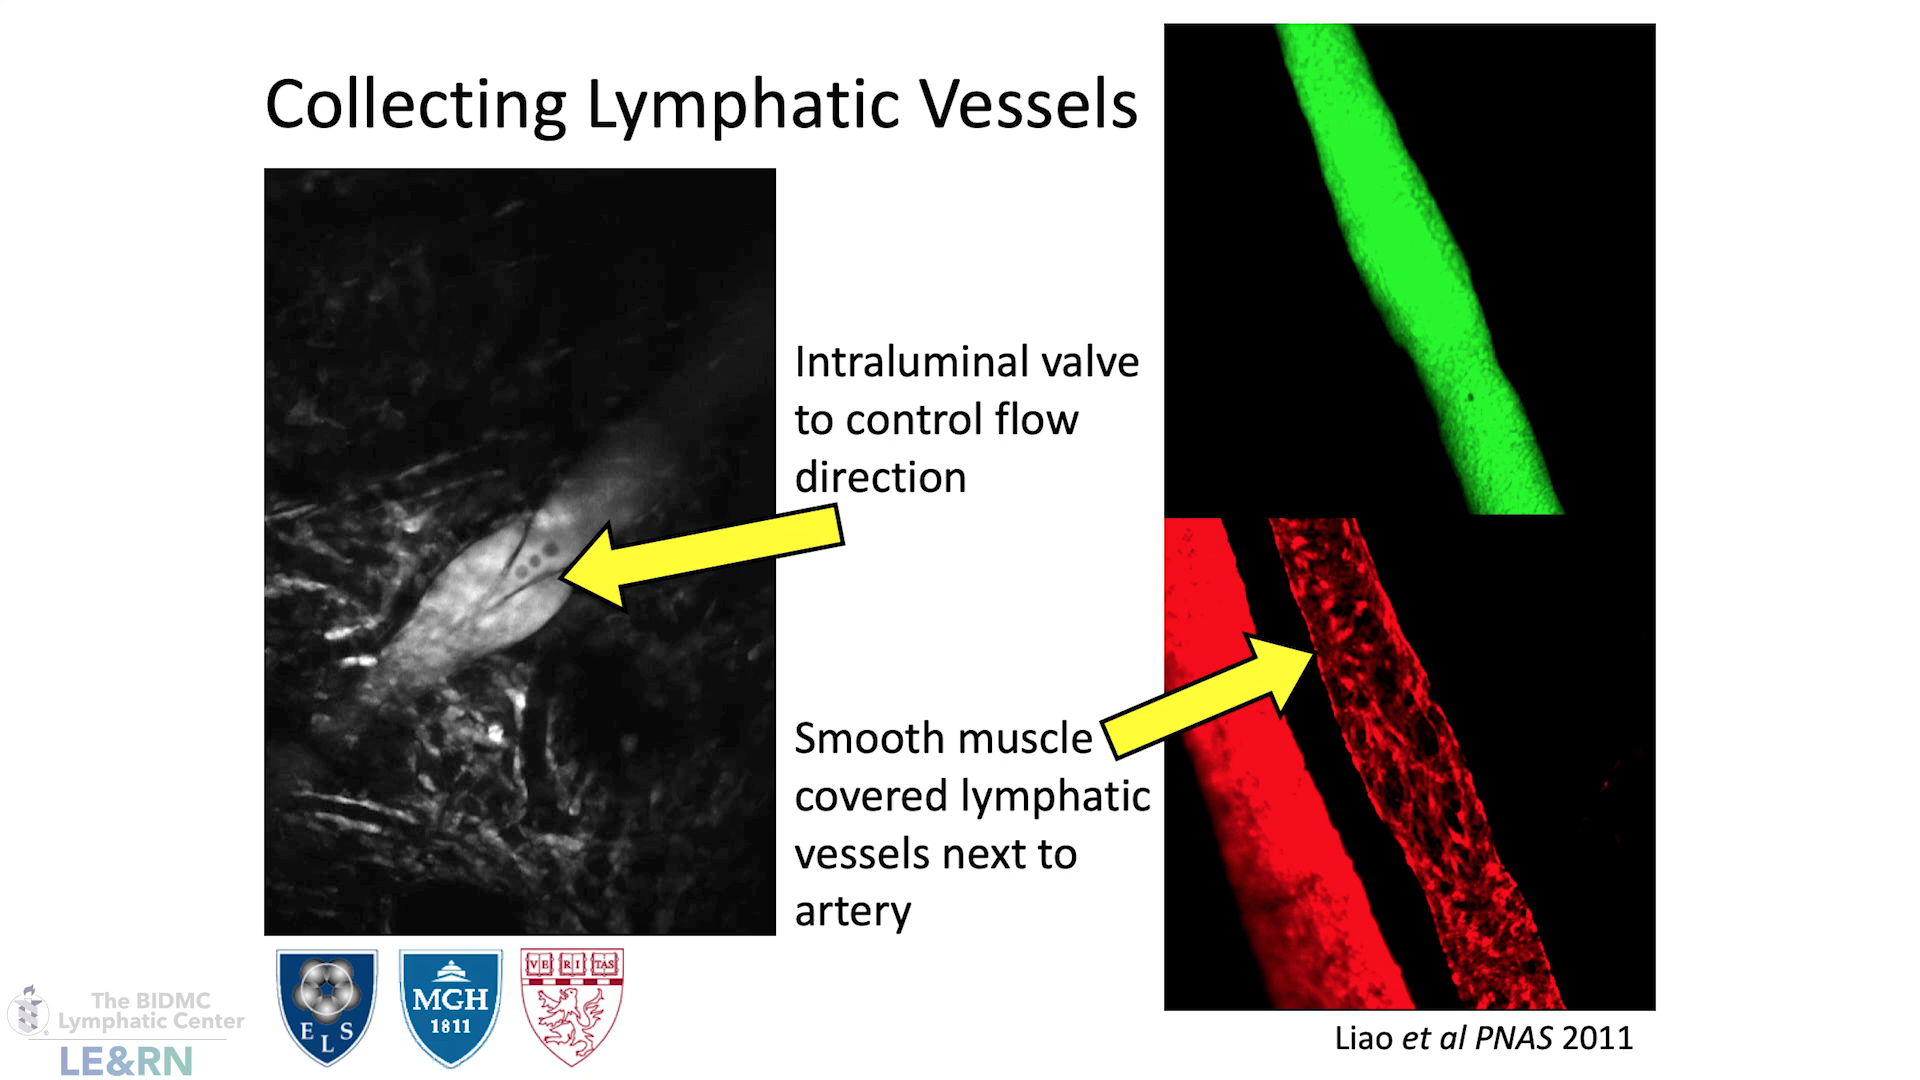 Collecting Lymphatic Vessels
Intraluminal valve
to control flow
direction
Smooth muscle
covered lymphatic
vessels next to
artery
Liao et al PNAS 2011
The BIDMC
Lymphatic Center
LE&RN
E L S
MGH
1811
VE RI TAS